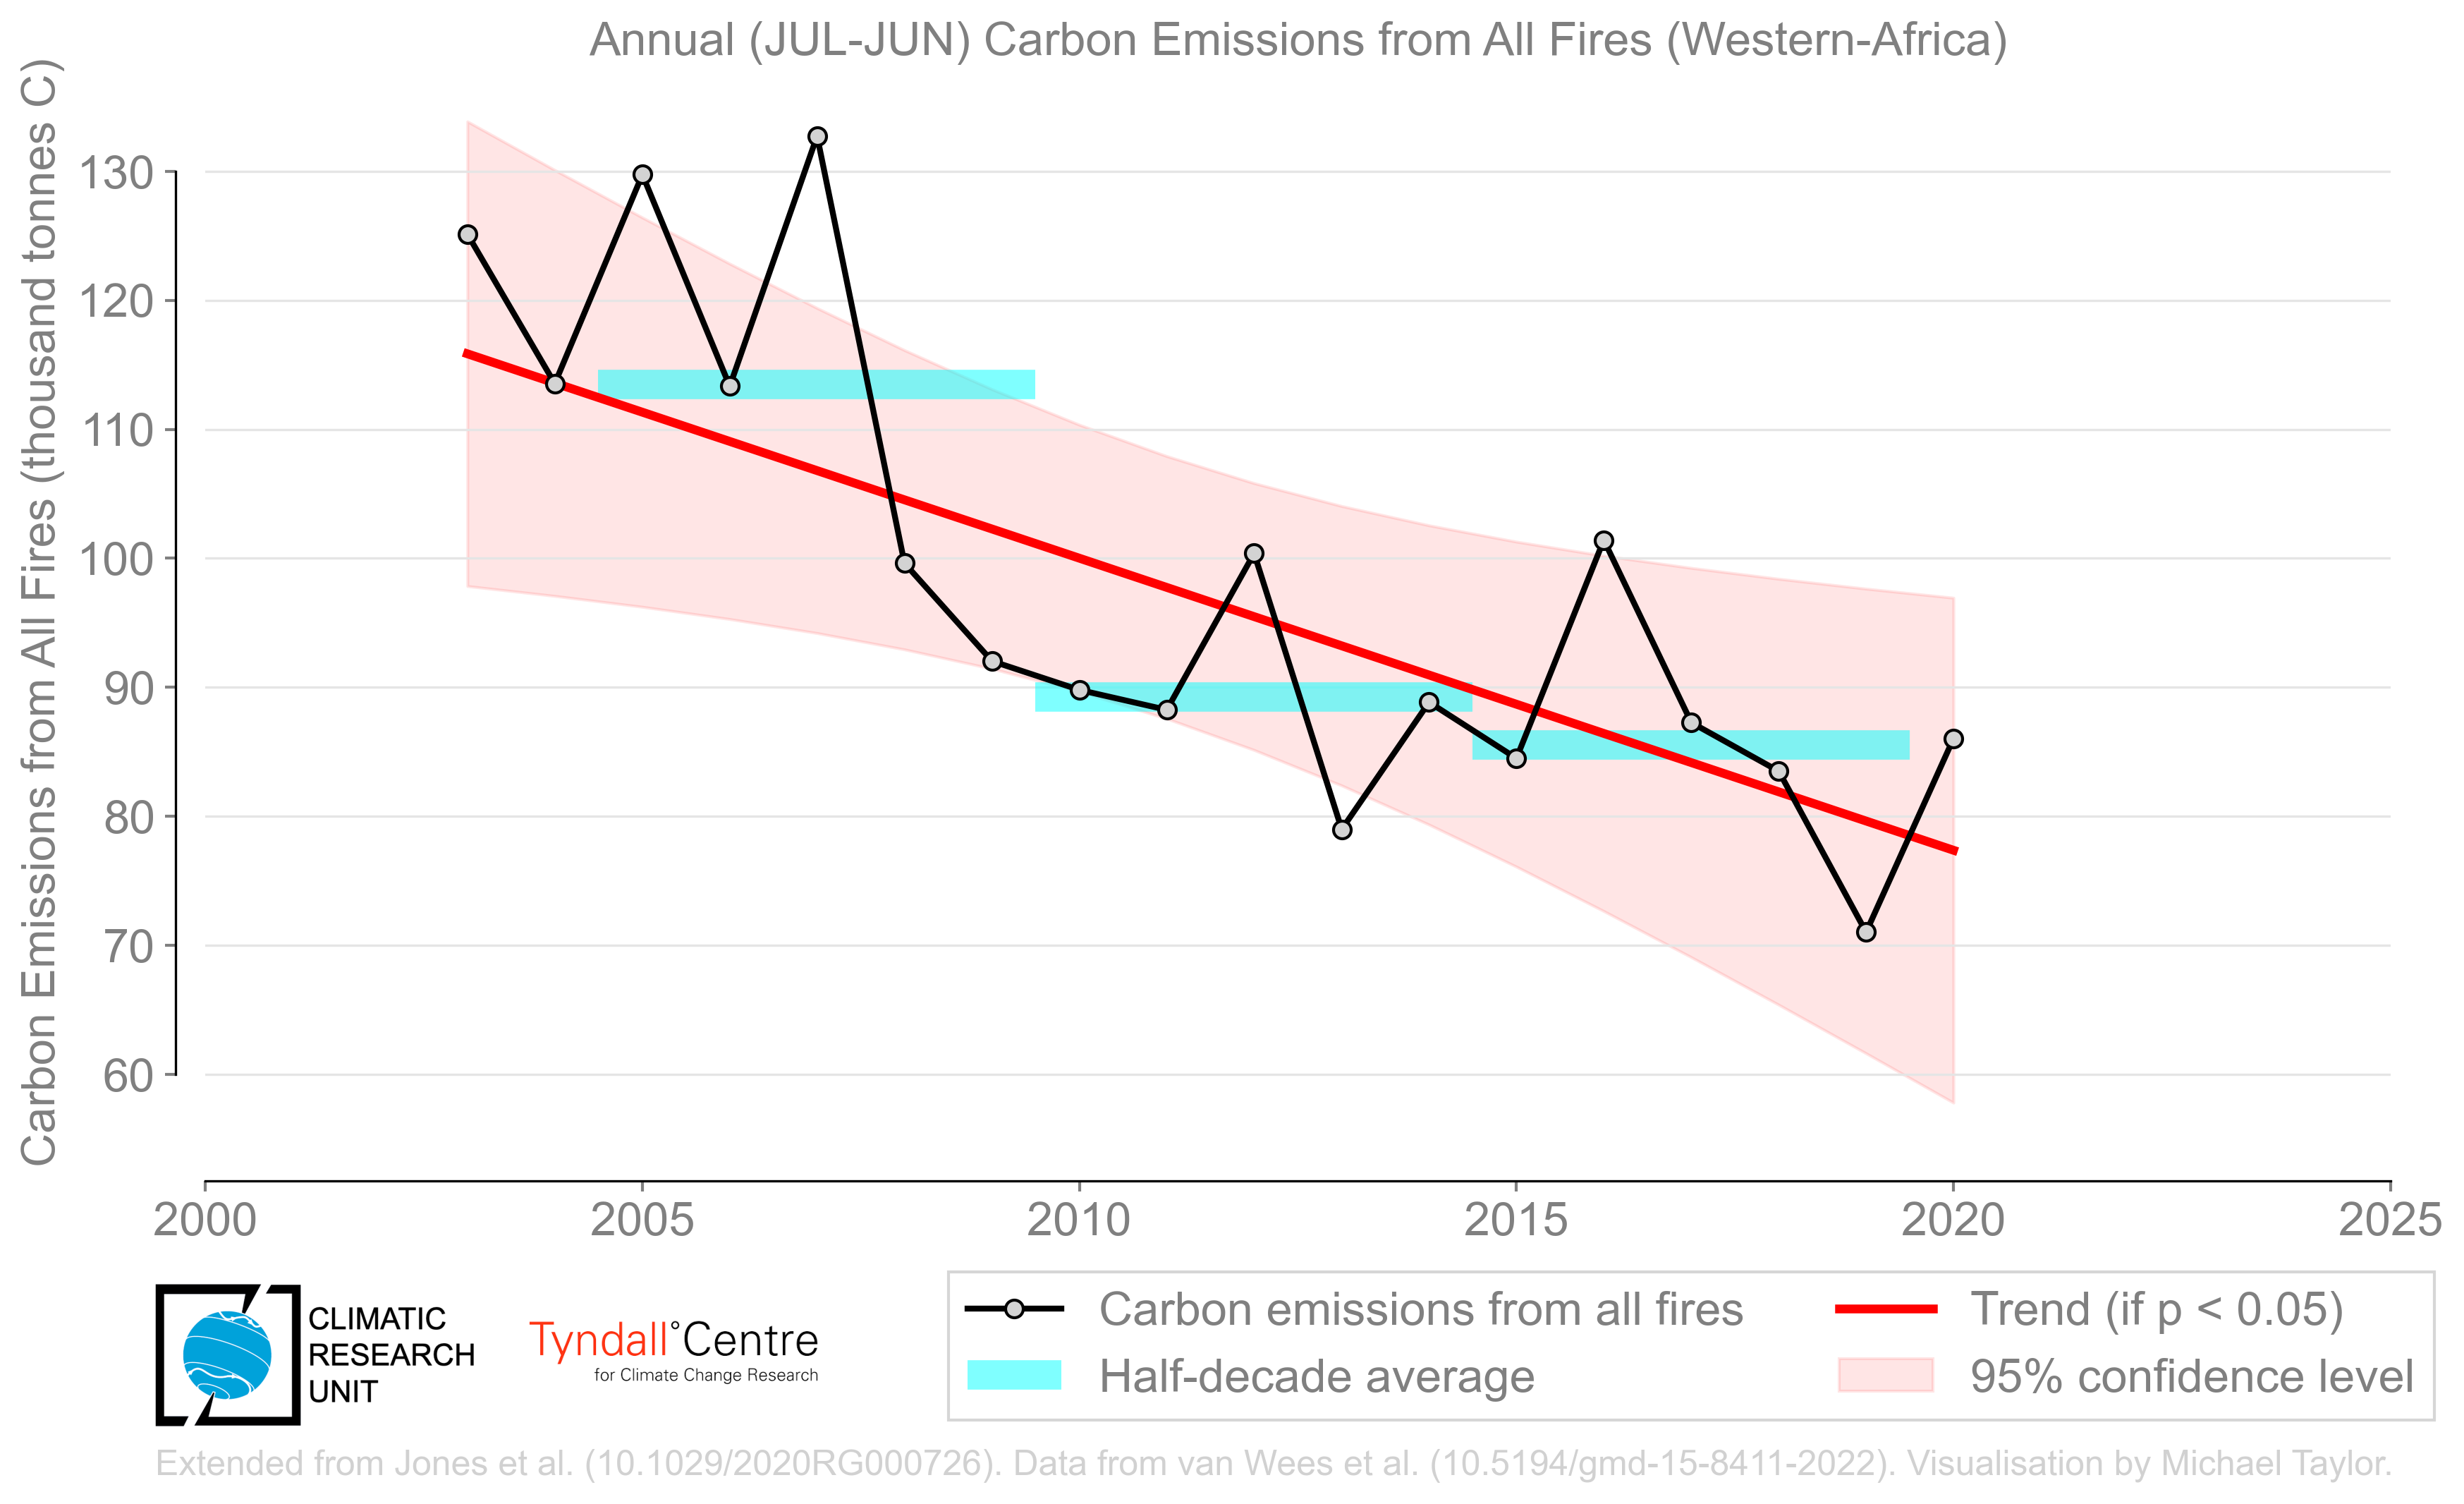 Annual (JUL-JUN) Carbon Emissions from All Fires (Western-Africa)
Carbon Emissions from All Fires (thousand tonnes C)
130
120
110
100
90
80
70
60
2000 2005 2010 2015 2020 2025
CLIMATIC
RESEARCH
UNIT
Tyndall°Centre
for Climate Change Research
Carbon emissions from all fires
Half-decade average
Trend (if p < 0.05)
95% confidence level
Extended from Jones et al. (10.1029/2020RG000726). Data from van Wees et al. (10.5194/gmd-15-8411-2022). Visualisation by Michael Taylor.